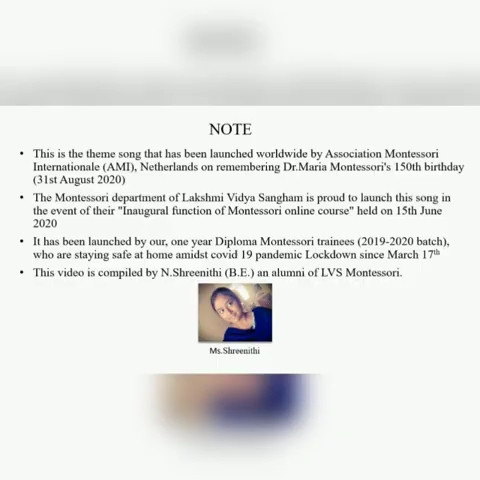 NOTE
• This is the theme song that has been launched worldwide by Association Montessori
Internationale (AMI), Netherlands on remembering Dr.Maria Montessori's 150th birthday
(31st August 2020)
• The Montessori department of Lakshmi Vidya Sangham is proud to launch this song in
the event of their "Inaugural function of Montessori online course" held on 15th June
2020
• It has been launched by our, one year Diploma Montessori trainees (2019-2020 batch),
who are staying safe at home amidst covid 19 pandemic Lockdown since March 17th
• This video is compiled by N.Shreenithi (B.E.) an alumni of LVS Montessori.
Ms.Shreenithi